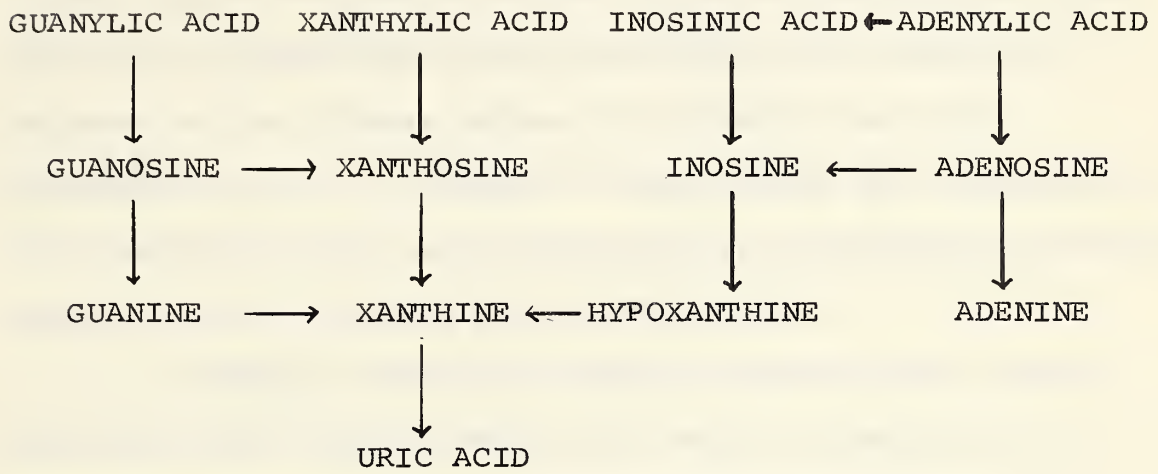 GUANYLIC ACID XANTHYLIC ACID INOSINIC ACID ← ADENYLIC ACID
GUANOSINE → XANTHOSINE INOSINE ← ADENOSINE
GUANINE → XANTHINE ← HYPOXANTHINE ADENINE
URIC ACID